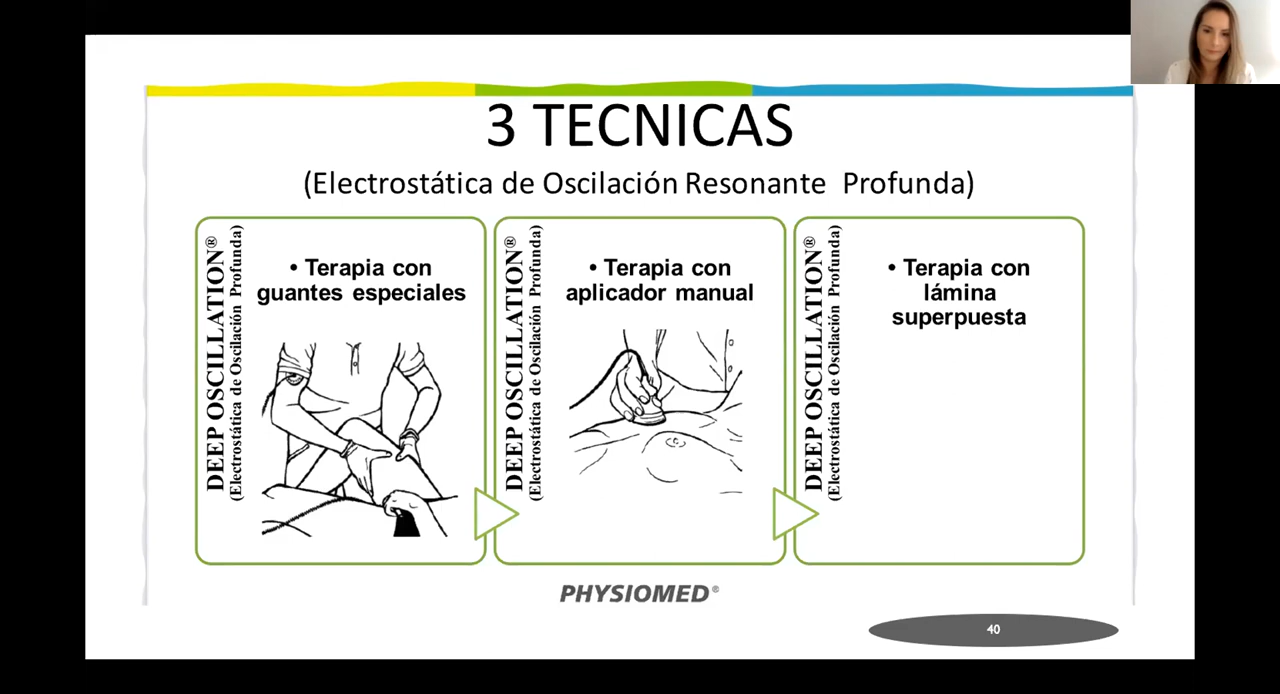 3 TECNICAS
(Electrostática de Oscilación Resonante Profunda)
DEEP OSCILLATION®
(Electrostática de Oscilación Profunda)
• Terapia con
guantes especiales
DEEP OSCILLATION®
(Electrostática de Oscilación Profunda)
• Terapia con
aplicador manual
DEEP OSCILLATION®
(Electrostática de Oscilación Profunda)
• Terapia con
lámina
superpuesta
PHYSIOMED®
40